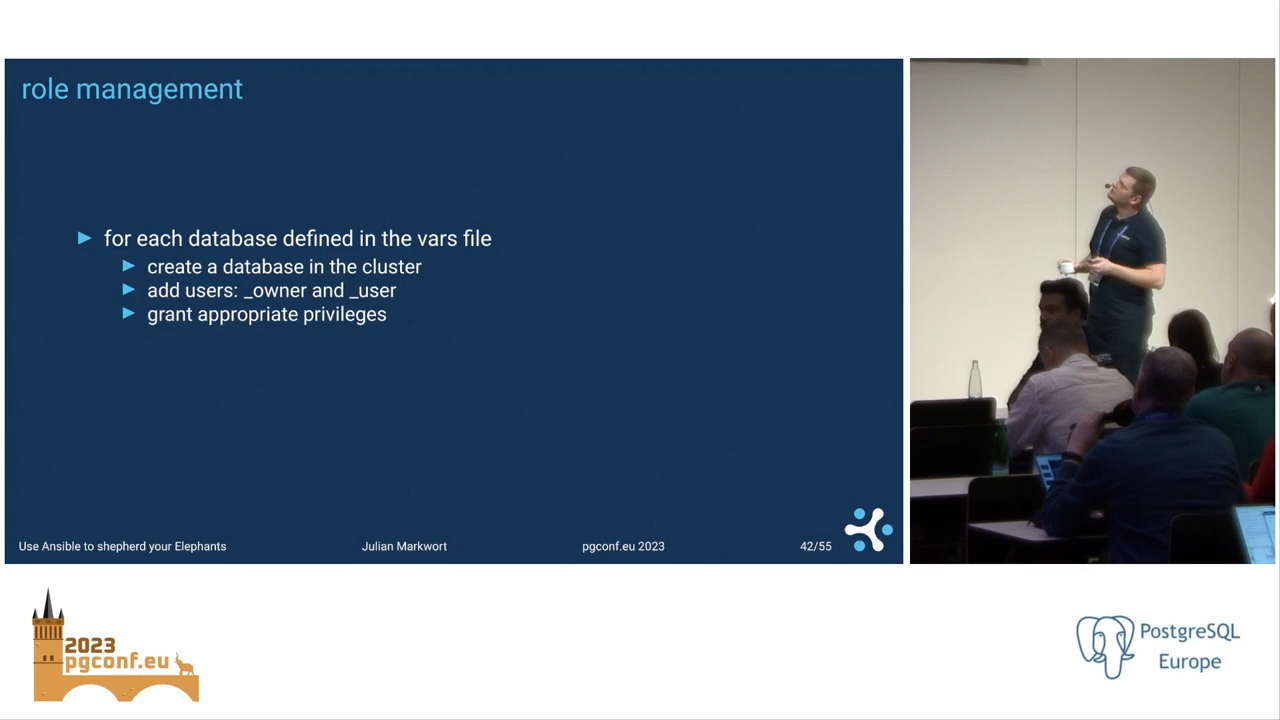 role management
for each database defined in the vars file
create a database in the cluster
add users: _owner and _user
grant appropriate privileges
Use Ansible to shepherd your Elephants
Julian Markwort
pgconf.eu 2023
42/55
2023
pgconf.eu
PostgreSQL
Europe